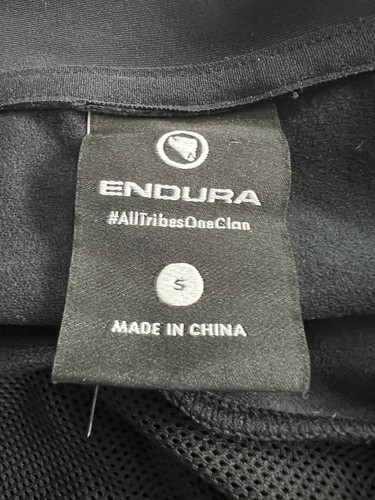 ENDURA
#AllTribesOneClan
S
MADE IN CHINA